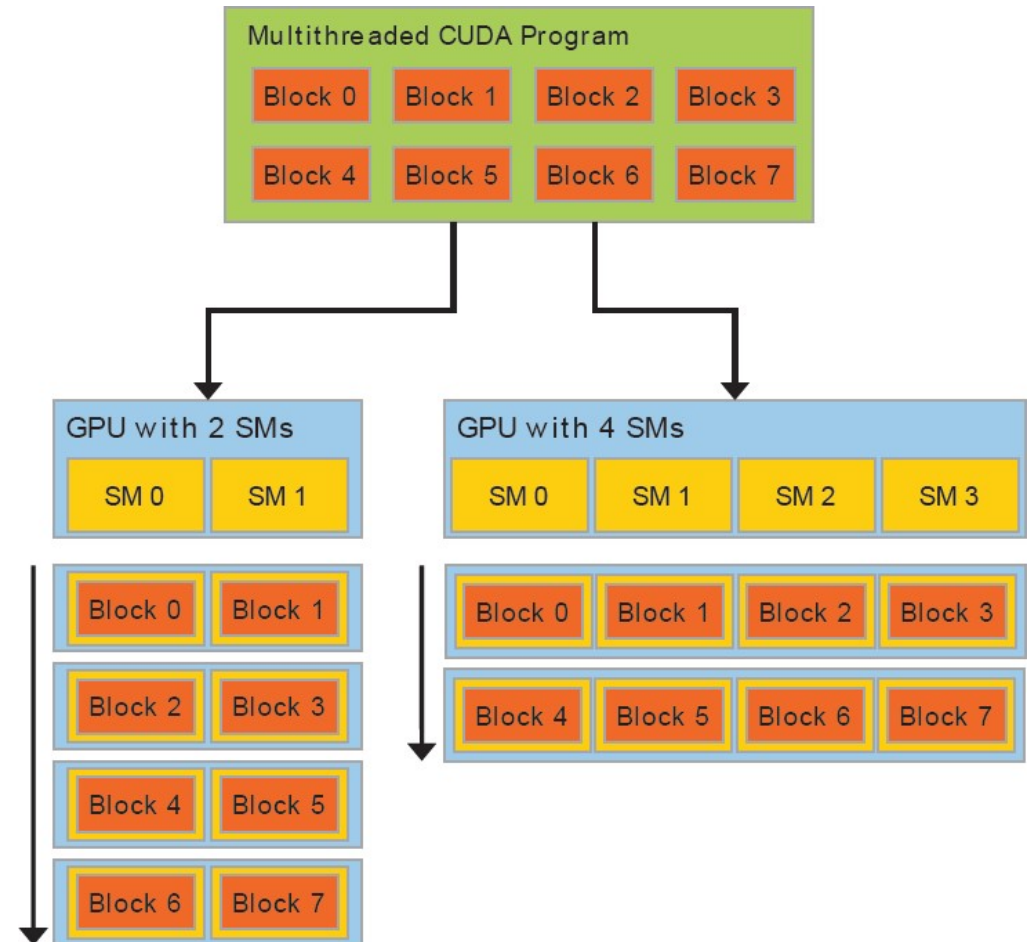 Multithreaded CUDA Program
Block 0 Block 1 Block 2 Block 3
Block 4 Block 5 Block 6 Block 7
GPU with 2 SMs
SM 0 SM 1
Block 0 Block 1
Block 2 Block 3
Block 4 Block 5
Block 6 Block 7
GPU with 4 SMs
SM 0 SM 1 SM 2 SM 3
Block 0 Block 1 Block 2 Block 3
Block 4 Block 5 Block 6 Block 7